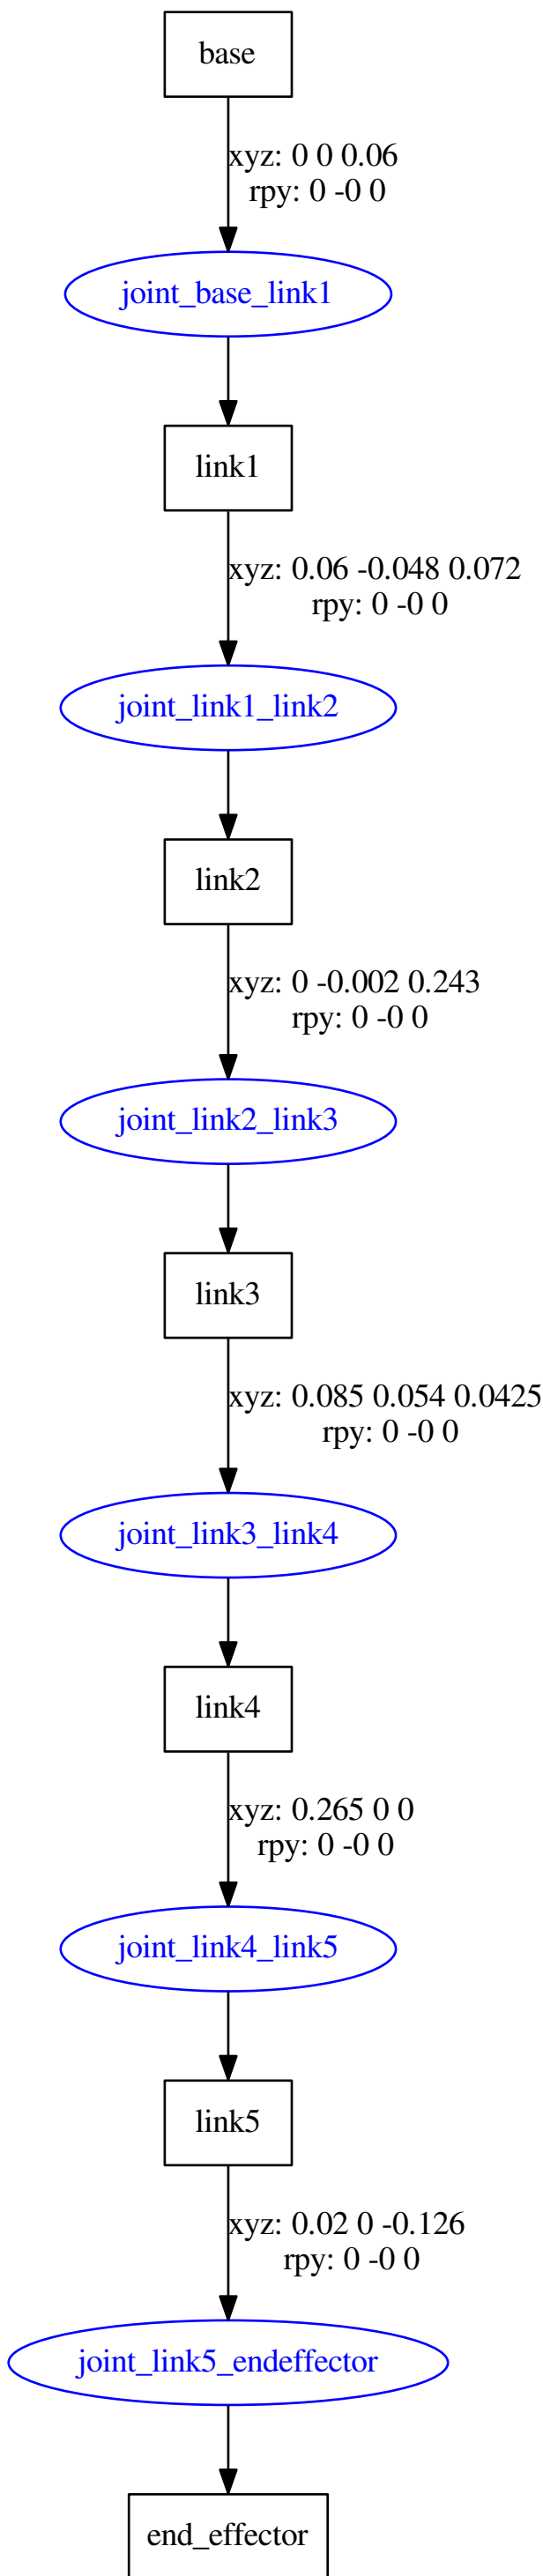 base
xyz: 0 0 0.06
rpy: 0 -0 0
joint_base_link1
link1
xyz: 0.06 -0.048 0.072
rpy: 0 -0 0
joint_link1_link2
link2
xyz: 0 -0.002 0.243
rpy: 0 -0 0
joint_link2_link3
link3
xyz: 0.085 0.054 0.0425
rpy: 0 -0 0
joint_link3_link4
link4
xyz: 0.265 0 0
rpy: 0 -0 0
joint_link4_link5
link5
xyz: 0.02 0 -0.126
rpy: 0 -0 0
joint_link5_endeffector
end_effector